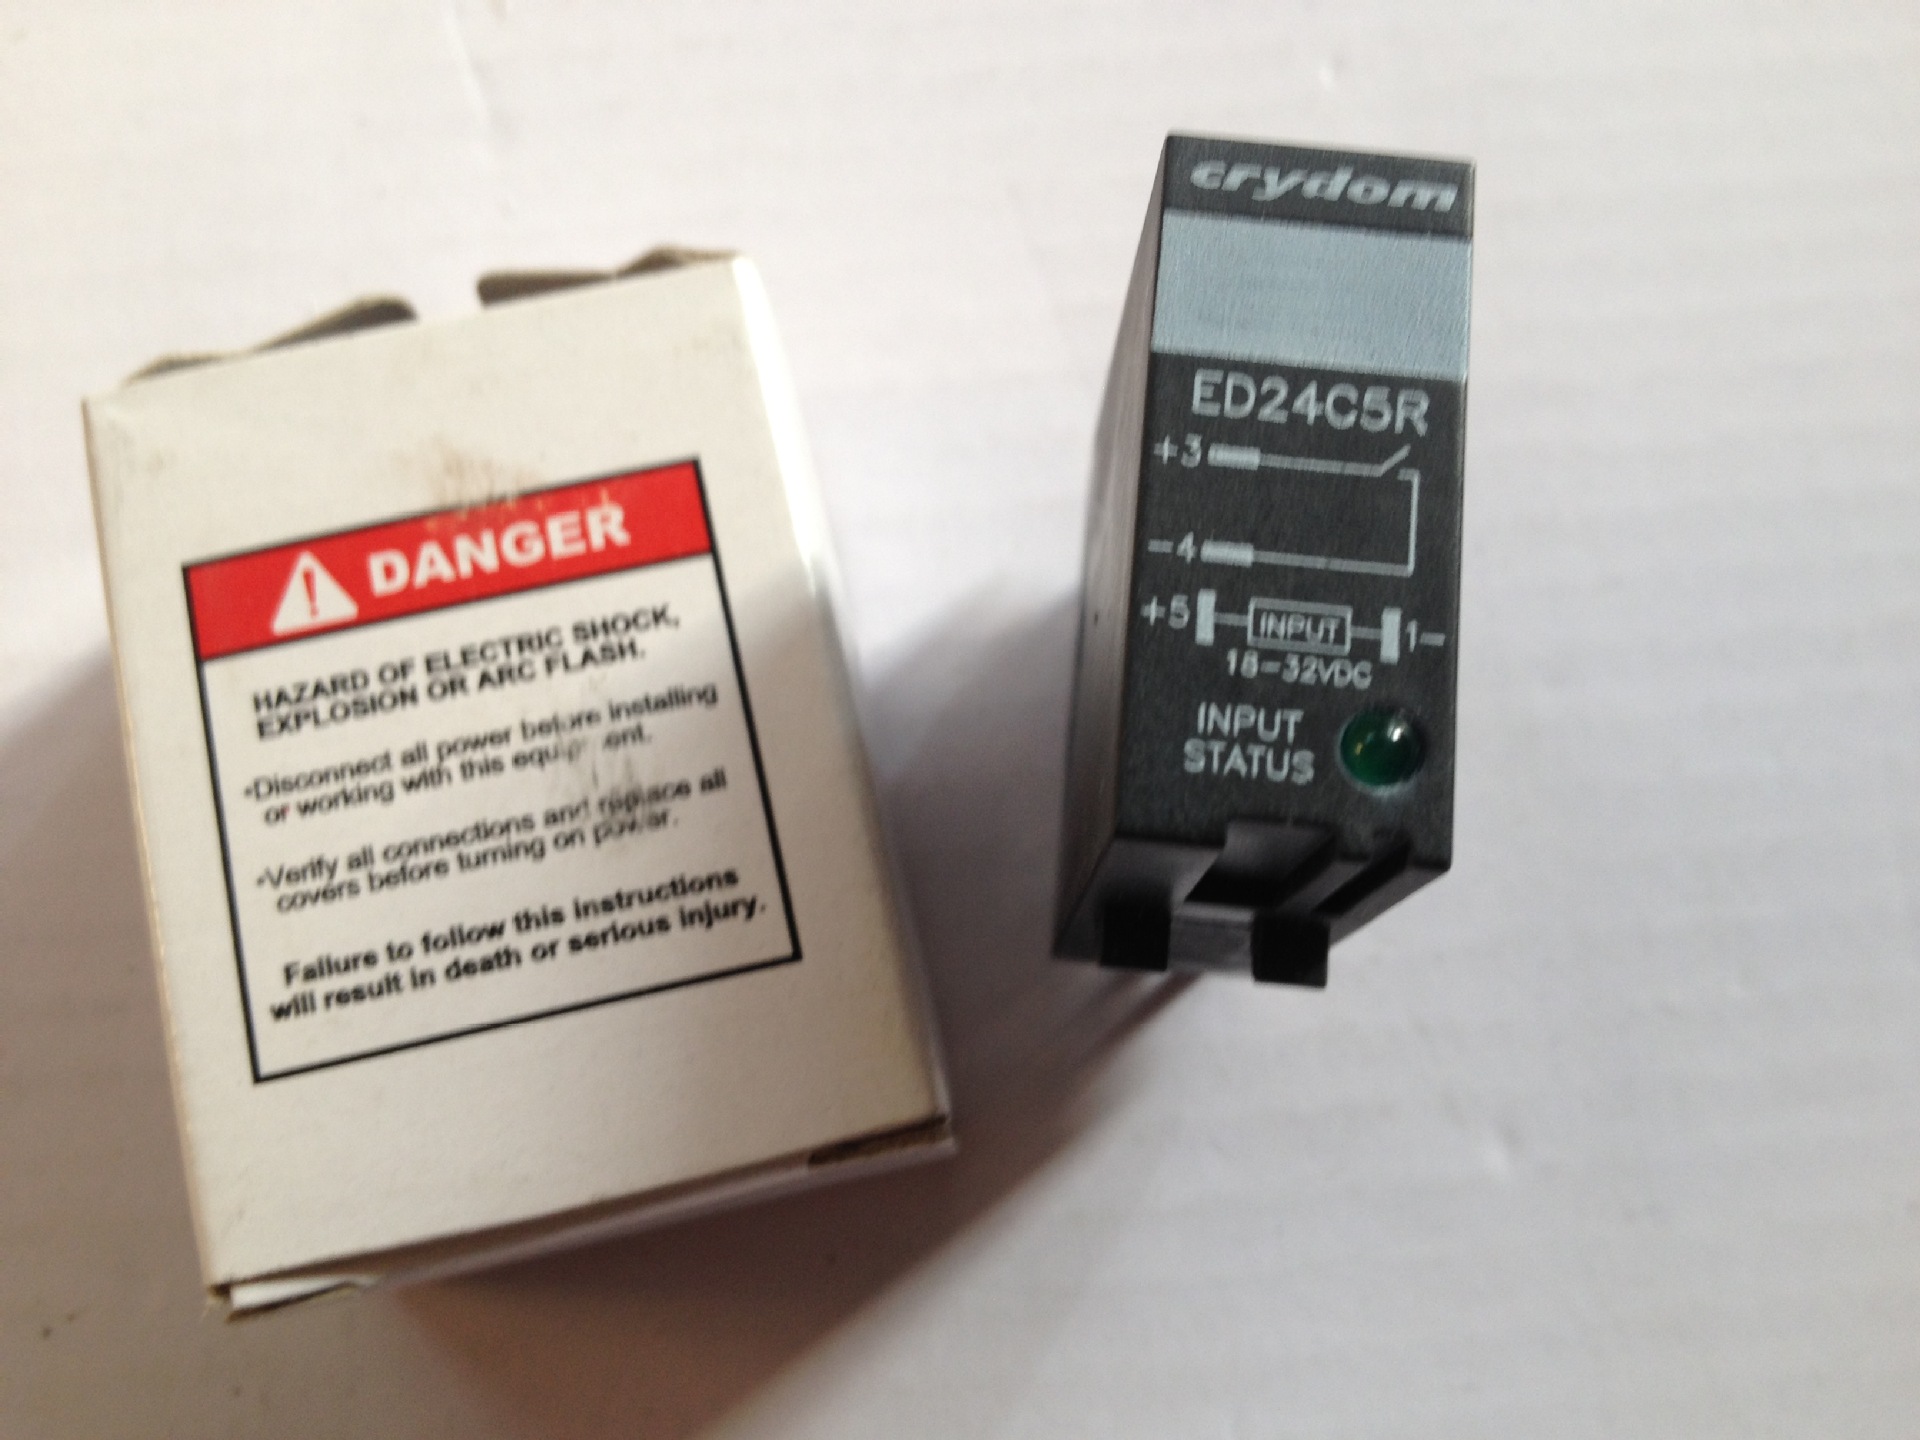 DANGER
HAZARD OF ELECTRIC SHOCK,
EXPLOSION OR ARC FLASH.
•Disconnect all power before installing
or working with this equipment.
•Verify all connections and replace all
covers before turning on power.
Failure to follow this instructions
will result in death or serious injury.
crydom
ED24C5R
+3
-4
+5 INPUT 1-
18-32VDC
INPUT
STATUS